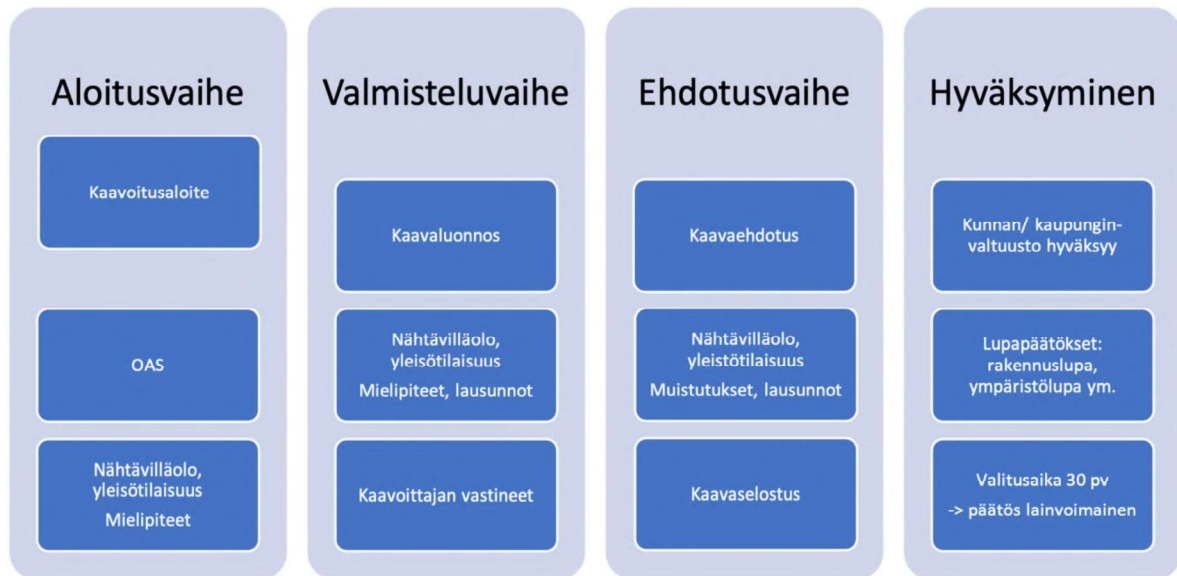 Aloitusvaihe
Kaavoitusaloite
OAS
Nähtävilläolo,
yleisötilaisuus
Mielipiteet
Valmisteluvaihe
Kaavaluonnos
Nähtävilläolo,
yleisötilaisuus
Mielipiteet, lausunnot
Kaavoittajan vastineet
Ehdotusvaihe
Kaavaehdotus
Nähtävilläolo,
yleistötilaisuus
Muistutukset, lausunnot
Kaavaselostus
Hyväksyminen
Kunnan/ kaupungin-
valtuusto hyväksyy
Lupapäätökset:
rakennuslupa,
ympäristölupa ym.
Valitusaika 30 pv
-> päätös lainvoimainen